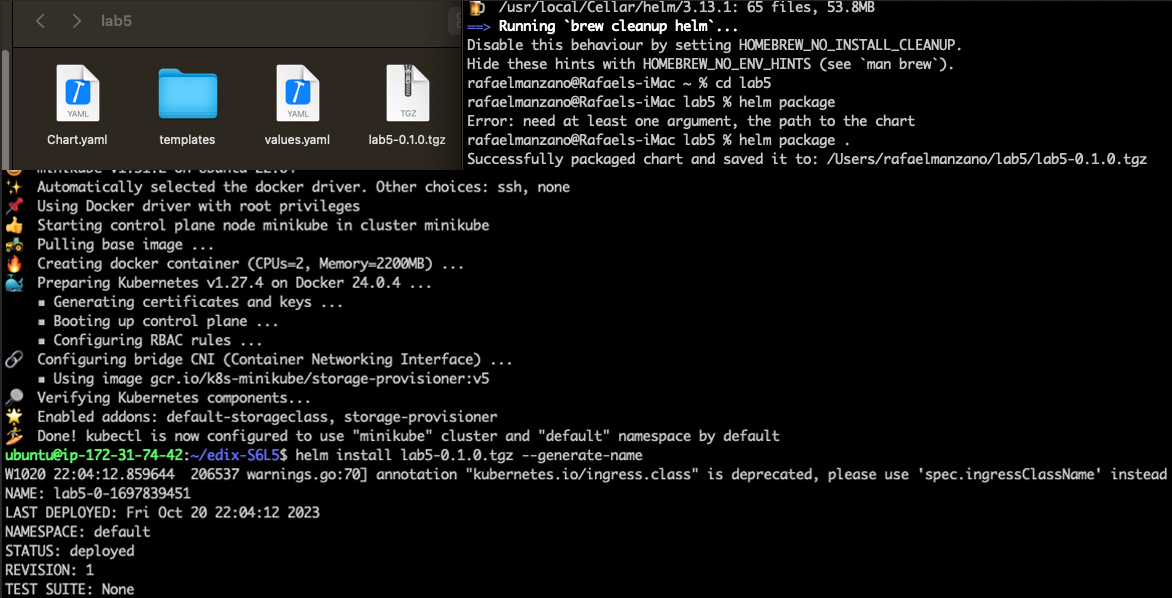 lab5
YAML
Chart.yaml
templates
YAML
values.yaml
TGZ
lab5-0.1.0.tgz
/usr/local/Cellar/helm/3.13.1: 65 files, 53.8MB
==> Running `brew cleanup helm`...
Disable this behaviour by setting HOMEBREW_NO_INSTALL_CLEANUP.
Hide these hints with HOMEBREW_NO_ENV_HINTS (see `man brew`).
rafaelmanzano@Rafaels-iMac ~ % cd lab5
rafaelmanzano@Rafaels-iMac lab5 % helm package
Error: need at least one argument, the path to the chart
rafaelmanzano@Rafaels-iMac lab5 % helm package .
Successfully packaged chart and saved it to: /Users/rafaelmanzano/lab5/lab5-0.1.0.tgz
minikube v1.31.2 on Ubuntu 22.04
Automatically selected the docker driver. Other choices: ssh, none
Using Docker driver with root privileges
Starting control plane node minikube in cluster minikube
Pulling base image ...
Creating docker container (CPUs=2, Memory=2200MB) ...
Preparing Kubernetes v1.27.4 on Docker 24.0.4 ...
▪ Generating certificates and keys ...
▪ Booting up control plane ...
▪ Configuring RBAC rules ...
Configuring bridge CNI (Container Networking Interface) ...
▪ Using image gcr.io/k8s-minikube/storage-provisioner:v5
Verifying Kubernetes components...
Enabled addons: default-storageclass, storage-provisioner
Done! kubectl is now configured to use "minikube" cluster and "default" namespace by default
ubuntu@ip-172-31-74-42:~/edix-S6L5$ helm install lab5-0.1.0.tgz --generate-name
W1020 22:04:12.859644  206537 warnings.go:70] annotation "kubernetes.io/ingress.class" is deprecated, please use 'spec.ingressClassName' instead
NAME: lab5-0-1697839451
LAST DEPLOYED: Fri Oct 20 22:04:12 2023
NAMESPACE: default
STATUS: deployed
REVISION: 1
TEST SUITE: None